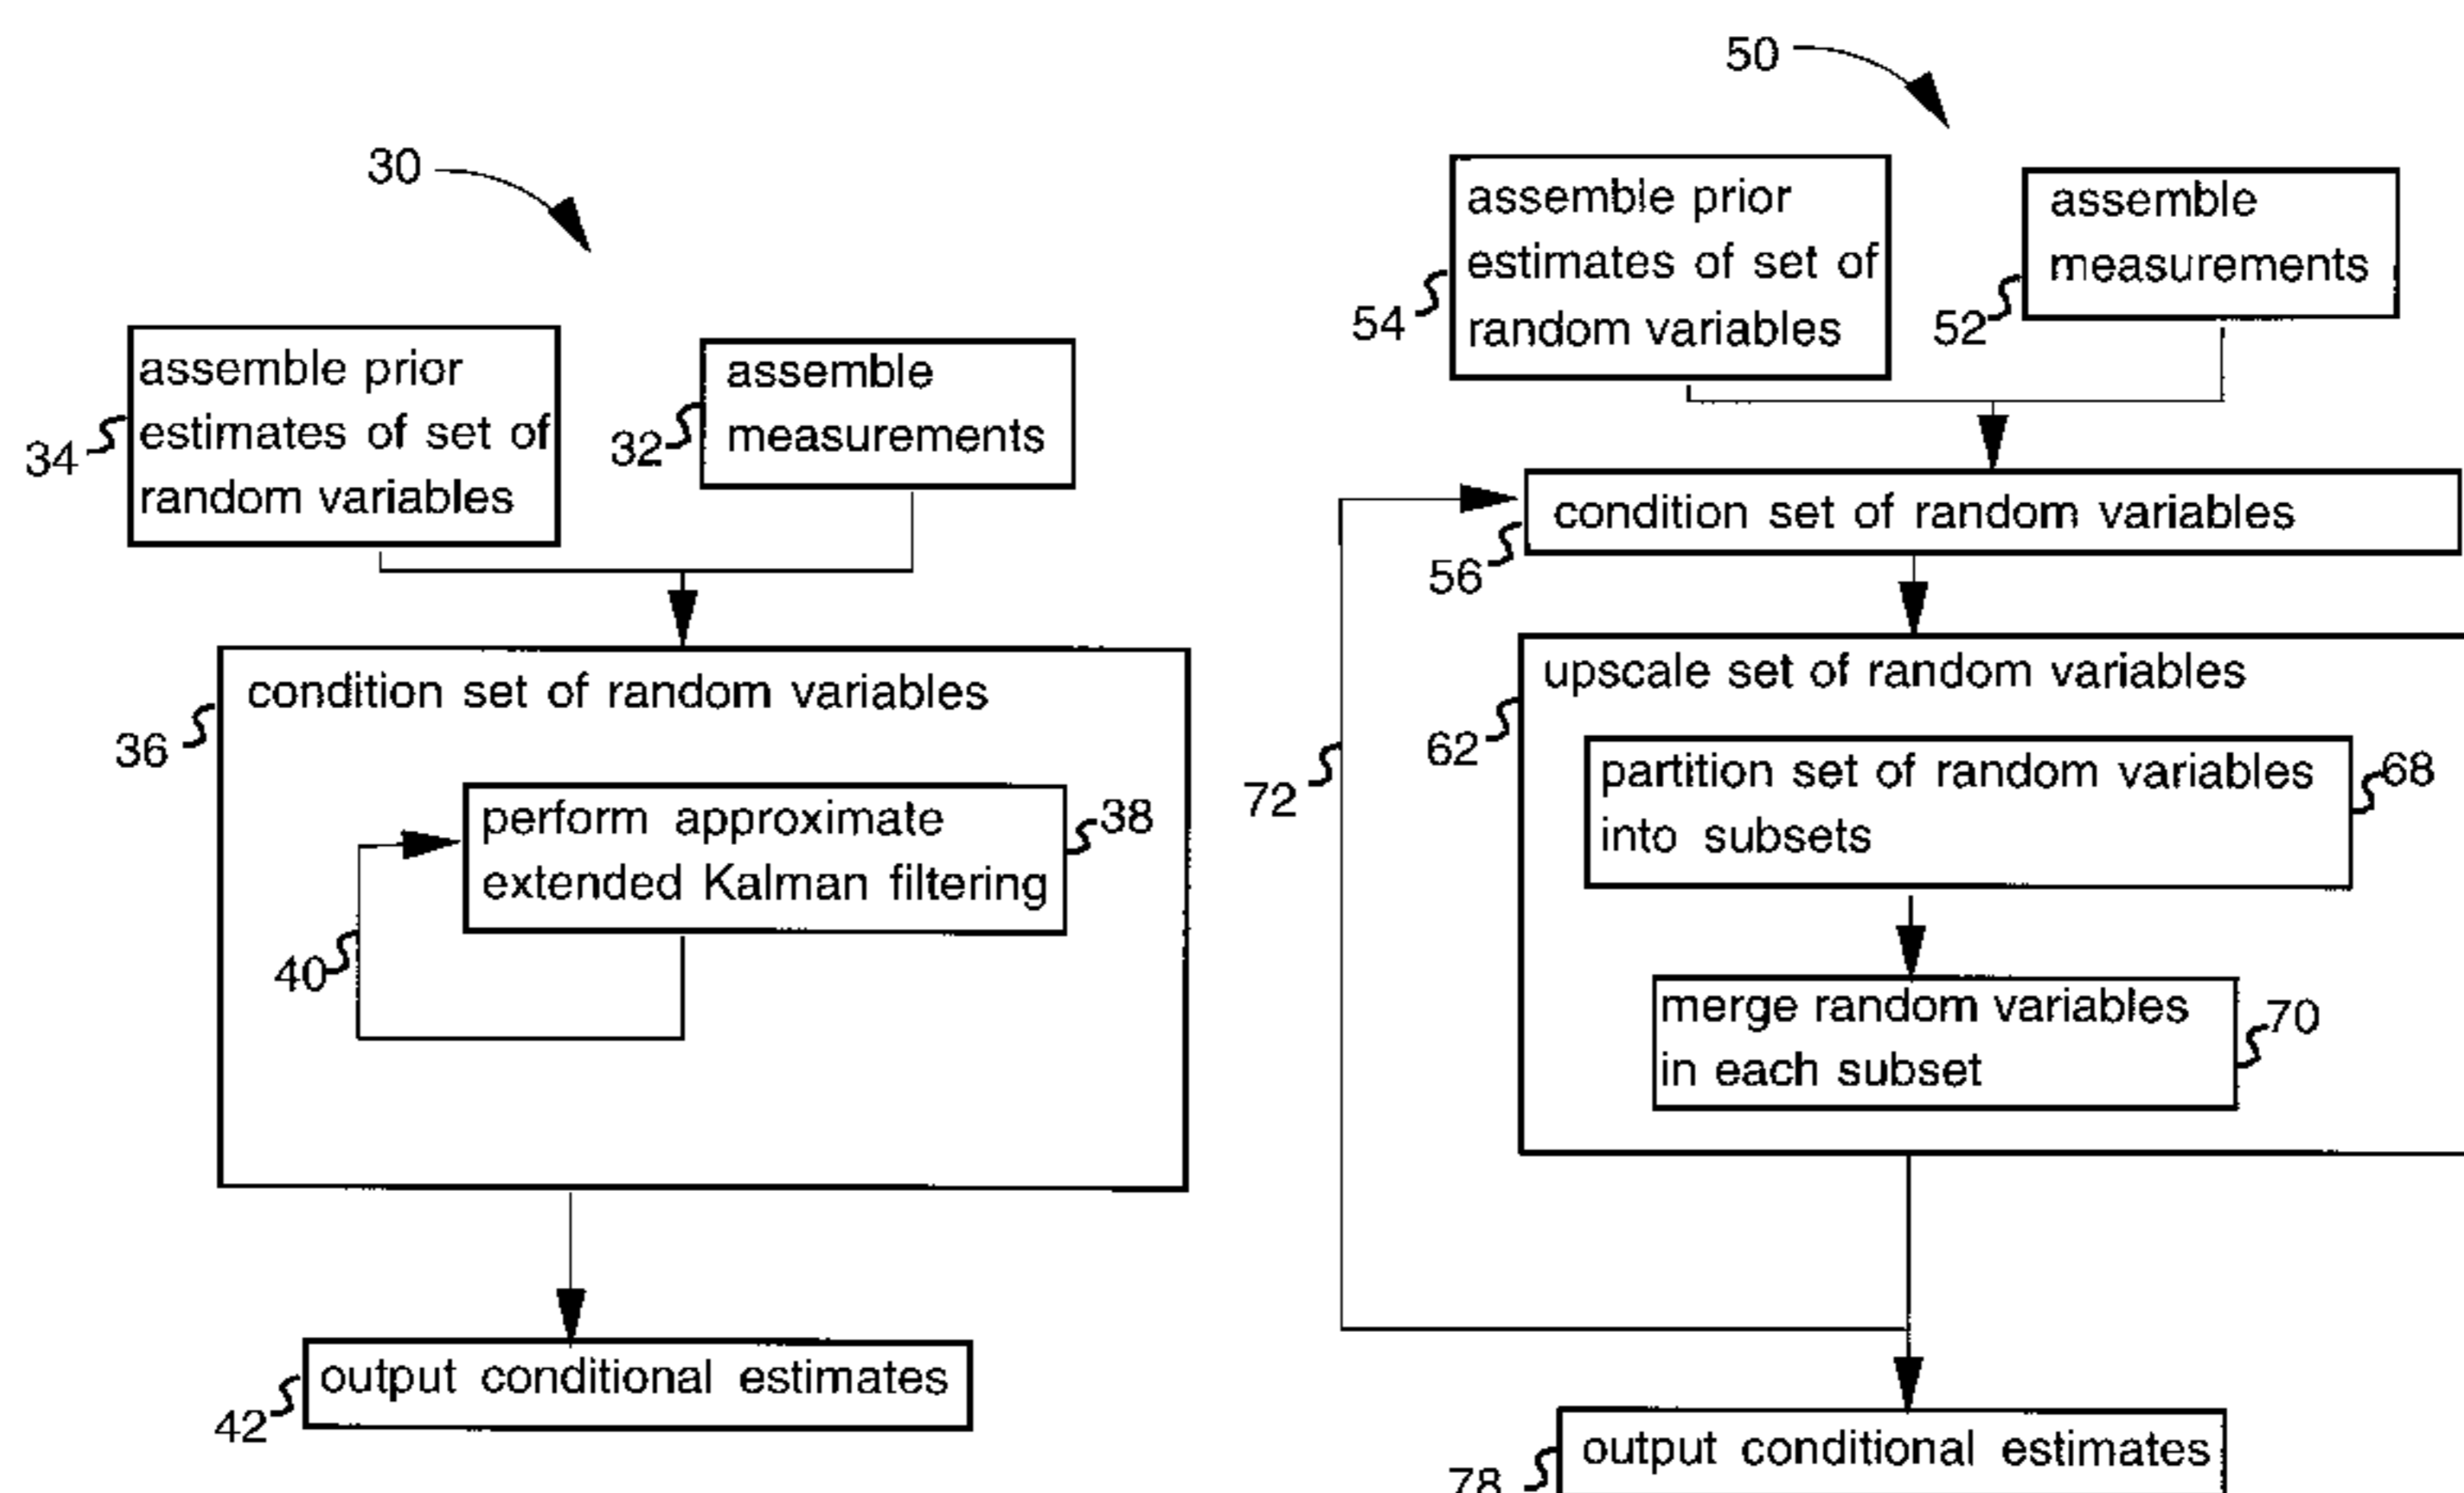 30
assemble prior
estimates of set of
random variables
34
assemble
measurements
32
condition set of random variables
36
perform approximate
extended Kalman filtering
38
40
output conditional estimates
42
50
assemble prior
estimates of set of
random variables
54
assemble
measurements
52
condition set of random variables
56
upscale set of random variables
62
partition set of random variables
into subsets
68
merge random variables
in each subset
70
72
output conditional estimates
78